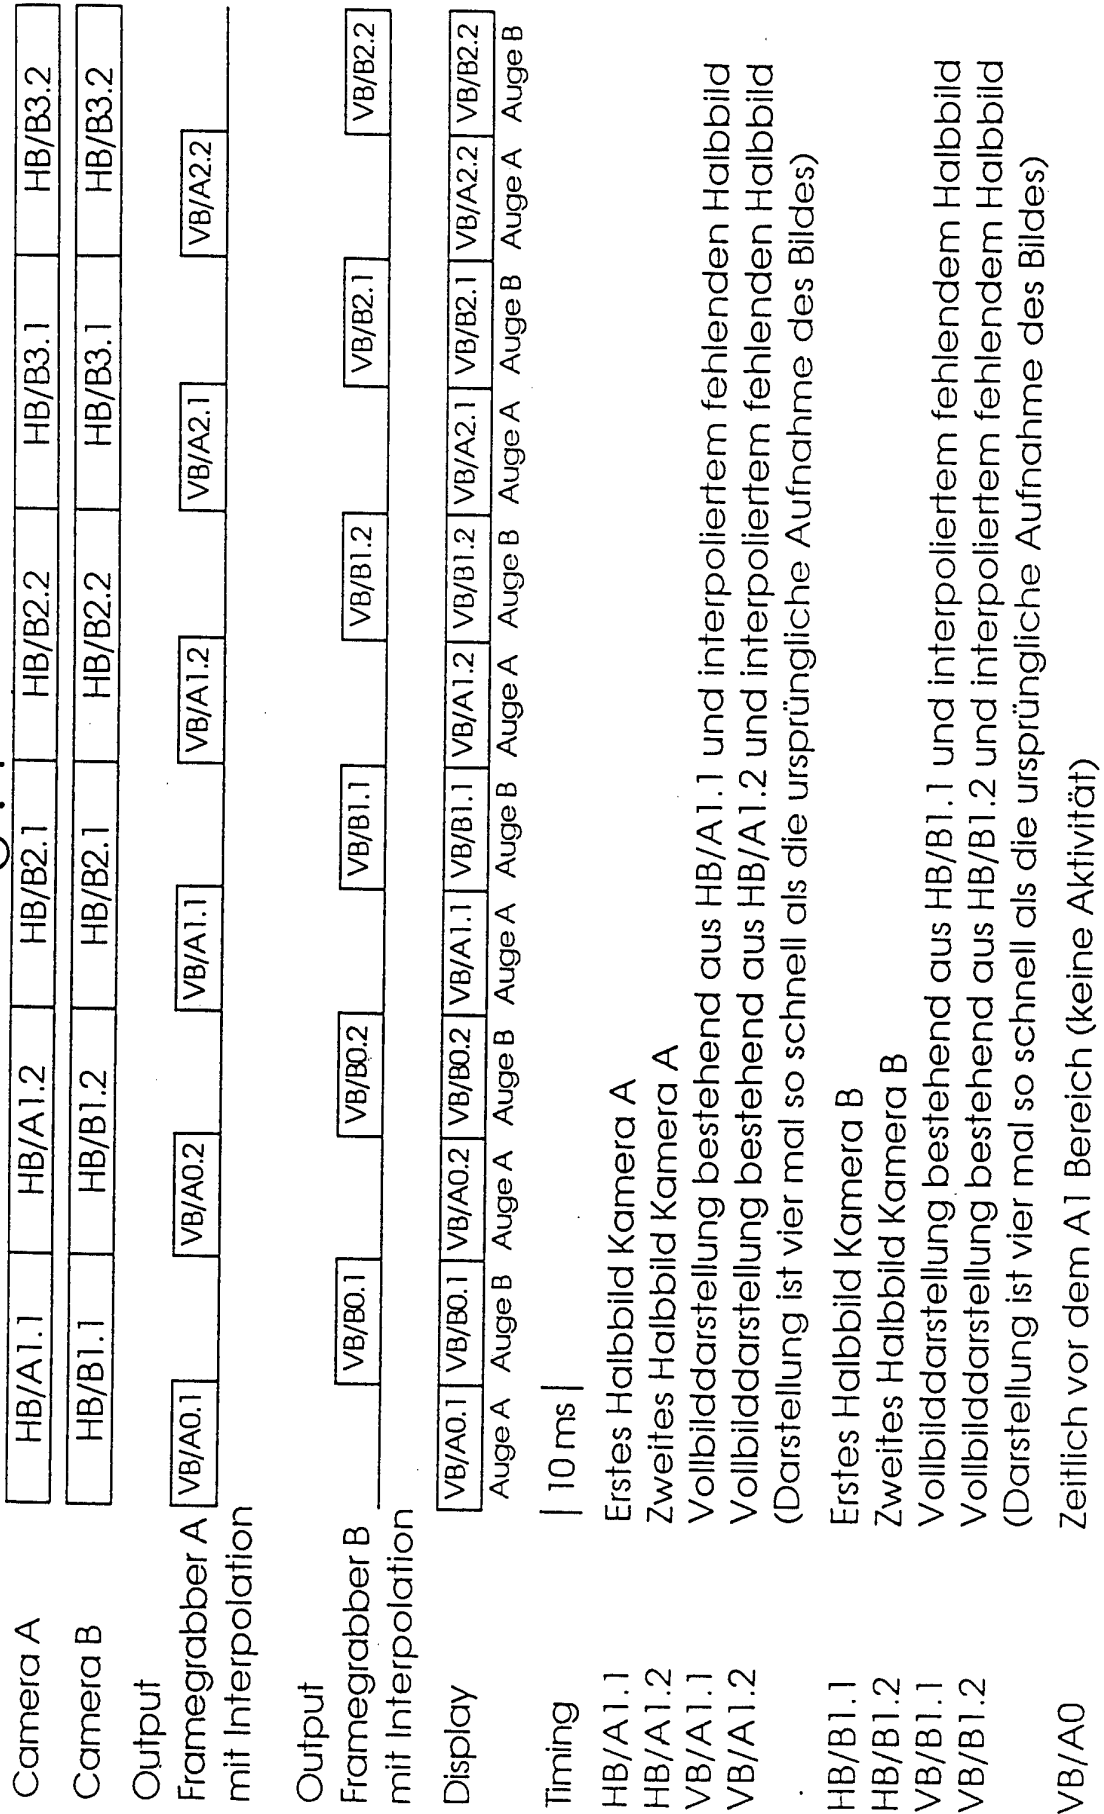 Camera A HB/A1.1 HB/A1.2 HB/B2.1 HB/B2.2 HB/B3.1 HB/B3.2
Camera B HB/B1.1 HB/B1.2 HB/B2.1 HB/B2.2 HB/B3.1 HB/B3.2
Output
Framegrabber A VB/A0.1 VB/A0.2 VB/A1.1 VB/A1.2 VB/A2.1 VB/A2.2
mit Interpolation
Output
Framegrabber B VB/B0.1 VB/B0.2 VB/B1.1 VB/B1.2 VB/B2.1 VB/B2.2
mit Interpolation
Display VB/A0.1 VB/B0.1 VB/A0.2 VB/B0.2 VB/A1.1 VB/B1.1 VB/A1.2 VB/B1.2 VB/A2.1 VB/B2.1 VB/A2.2 VB/B2.2
Auge A Auge B Auge A Auge B Auge A Auge B Auge A Auge B Auge A Auge B Auge A Auge B
Timing | 10 ms |
HB/A1.1 Erstes Halbbild Kamera A
HB/A1.2 Zweites Halbbild Kamera A
VB/A1.1 Vollbilddarstellung bestehend aus HB/A1.1 und interpoliertem fehlenden Halbbild
VB/A1.2 Vollbilddarstellung bestehend aus HB/A1.2 und interpoliertem fehlenden Halbbild
(Darstellung ist vier mal so schnell als die ursprüngliche Aufnahme des Bildes)
HB/B1.1 Erstes Halbbild Kamera B
HB/B1.2 Zweites Halbbild Kamera B
VB/B1.1 Vollbilddarstellung bestehend aus HB/B1.1 und interpoliertem fehlendem Halbbild
VB/B1.2 Vollbilddarstellung bestehend aus HB/B1.2 und interpoliertem fehlendem Halbbild
(Darstellung ist vier mal so schnell als die ursprüngliche Aufnahme des Bildes)
VB/A0 Zeitlich vor dem A1 Bereich (keine Aktivität)